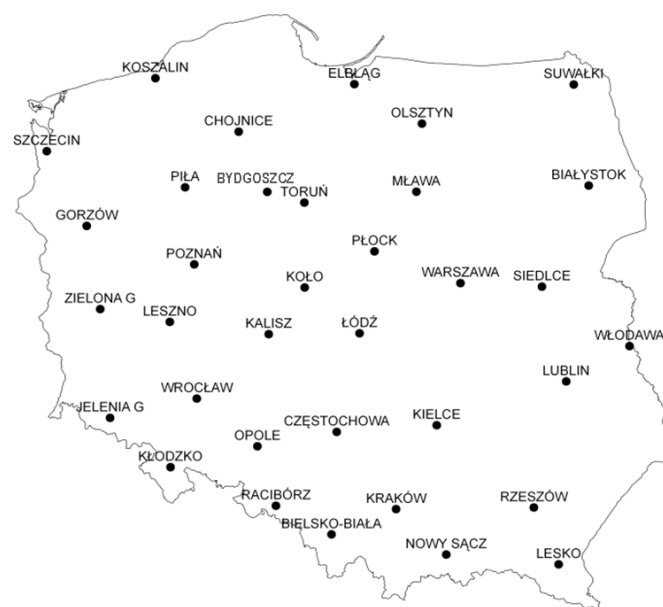 KOSZALIN
ELBLĄG
SUWAŁKI
CHOJNICE
OLSZTYN
SZCZECIN
PIŁA
BYDGOSZCZ
TORUŃ
MŁAWA
BIAŁYSTOK
GORZÓW
POZNAŃ
PŁOCK
KOŁO
WARSZAWA
SIEDLCE
ZIELONA G
LESZNO
KALISZ
ŁÓDŹ
WŁODAWA
LUBLIN
WROCŁAW
JELENIA G
CZĘSTOCHOWA
KIELCE
OPOLE
KŁODZKO
RACIBÓRZ
KRAKÓW
RZESZÓW
BIELSKO-BIAŁA
NOWY SĄCZ
LESKO